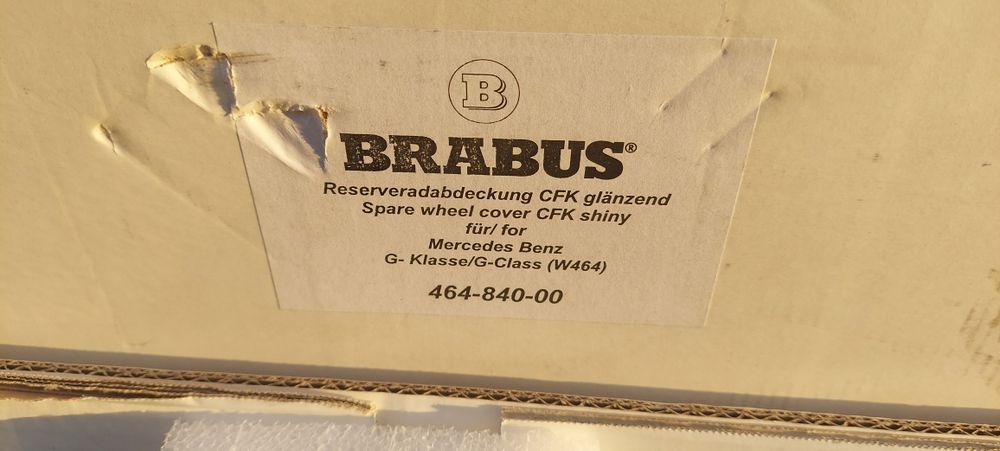 B
BRABUS®
Reserveradabdeckung CFK glänzend
Spare wheel cover CFK shiny
für/ for
Mercedes Benz
G- Klasse/G-Class (W464)
464-840-00